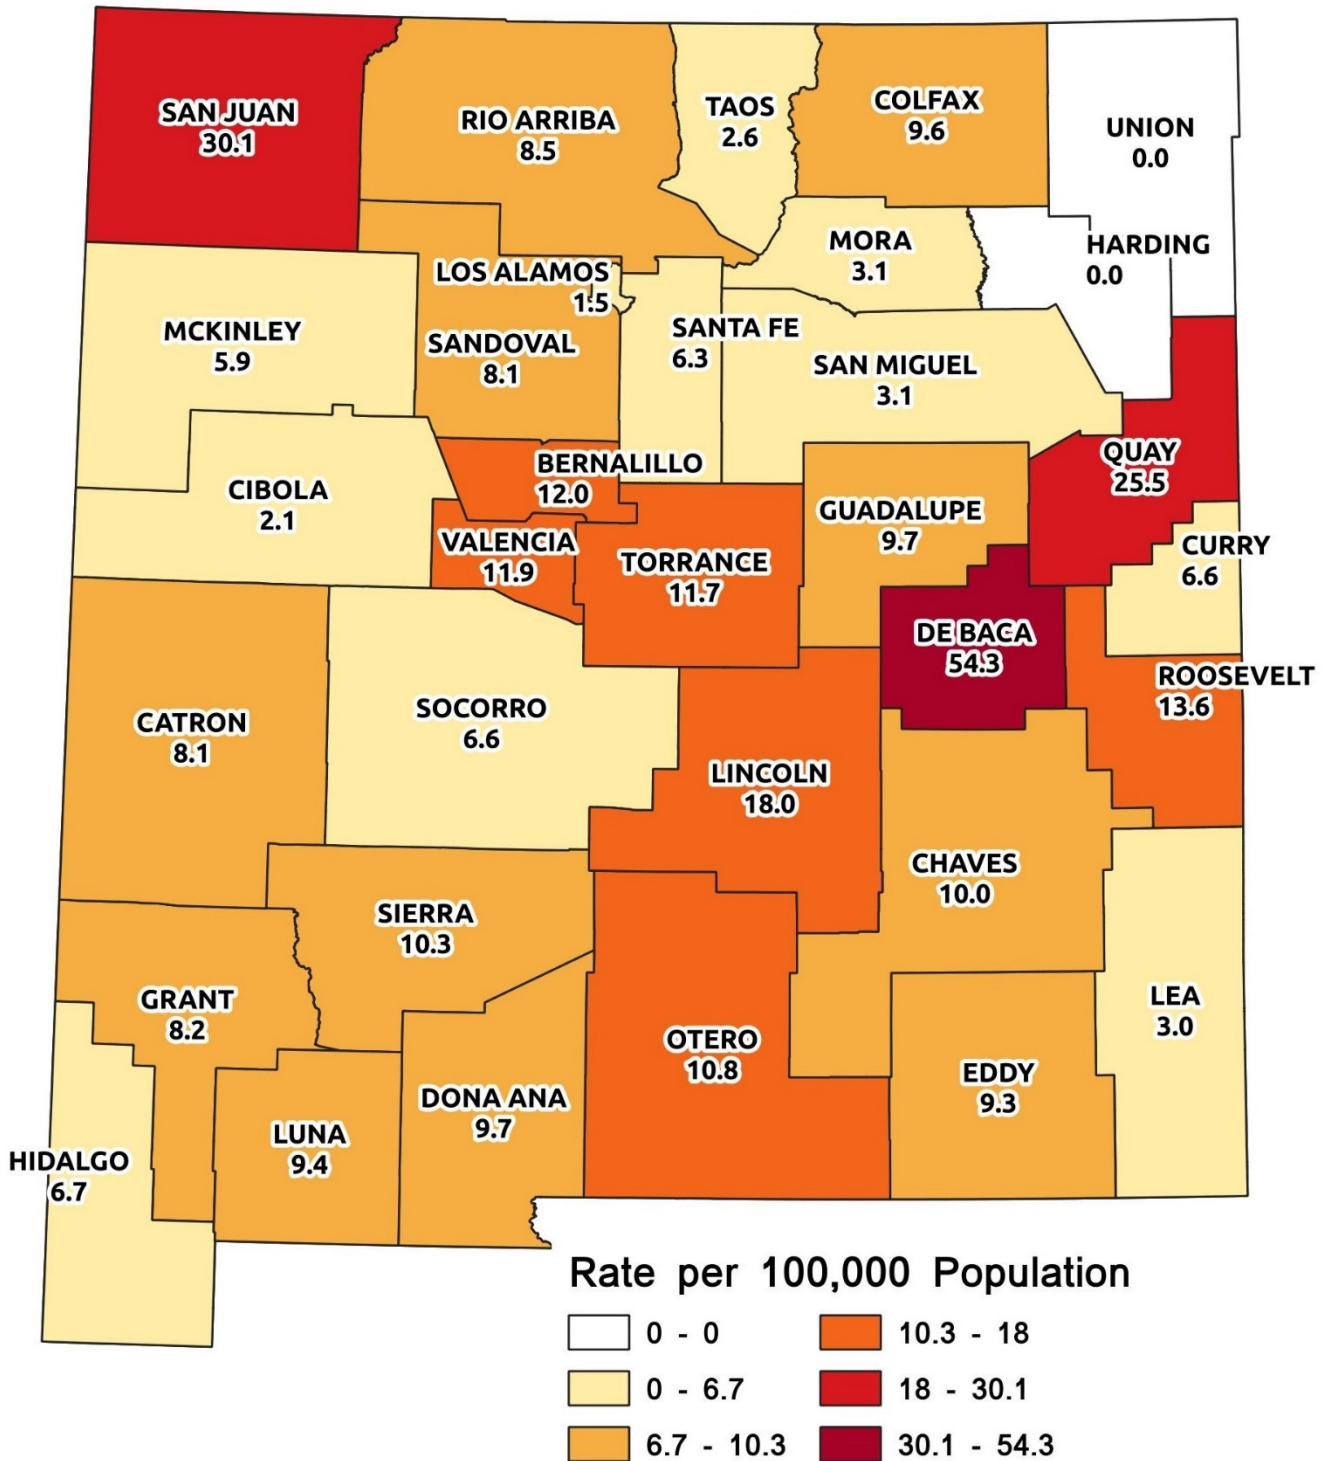 SAN JUAN
30.1
RIO ARRIBA
8.5
TAOS
2.6
COLFAX
9.6
UNION
0.0
MORA
3.1
HARDING
0.0
LOS ALAMOS
1.5
MCKINLEY
5.9
SANDOVAL
8.1
SANTA FE
6.3
SAN MIGUEL
3.1
QUAY
25.5
BERNALILLO
12.0
CIBOLA
2.1
GUADALUPE
9.7
CURRY
6.6
VALENCIA
11.9
TORRANCE
11.7
DE BACA
54.3
ROOSEVELT
13.6
CATRON
8.1
SOCORRO
6.6
LINCOLN
18.0
CHAVES
10.0
SIERRA
10.3
GRANT
8.2
LEA
3.0
OTERO
10.8
EDDY
9.3
DONA ANA
9.7
LUNA
9.4
HIDALGO
6.7
Rate per 100,000 Population
0 - 0
10.3 - 18
0 - 6.7
18 - 30.1
6.7 - 10.3
30.1 - 54.3